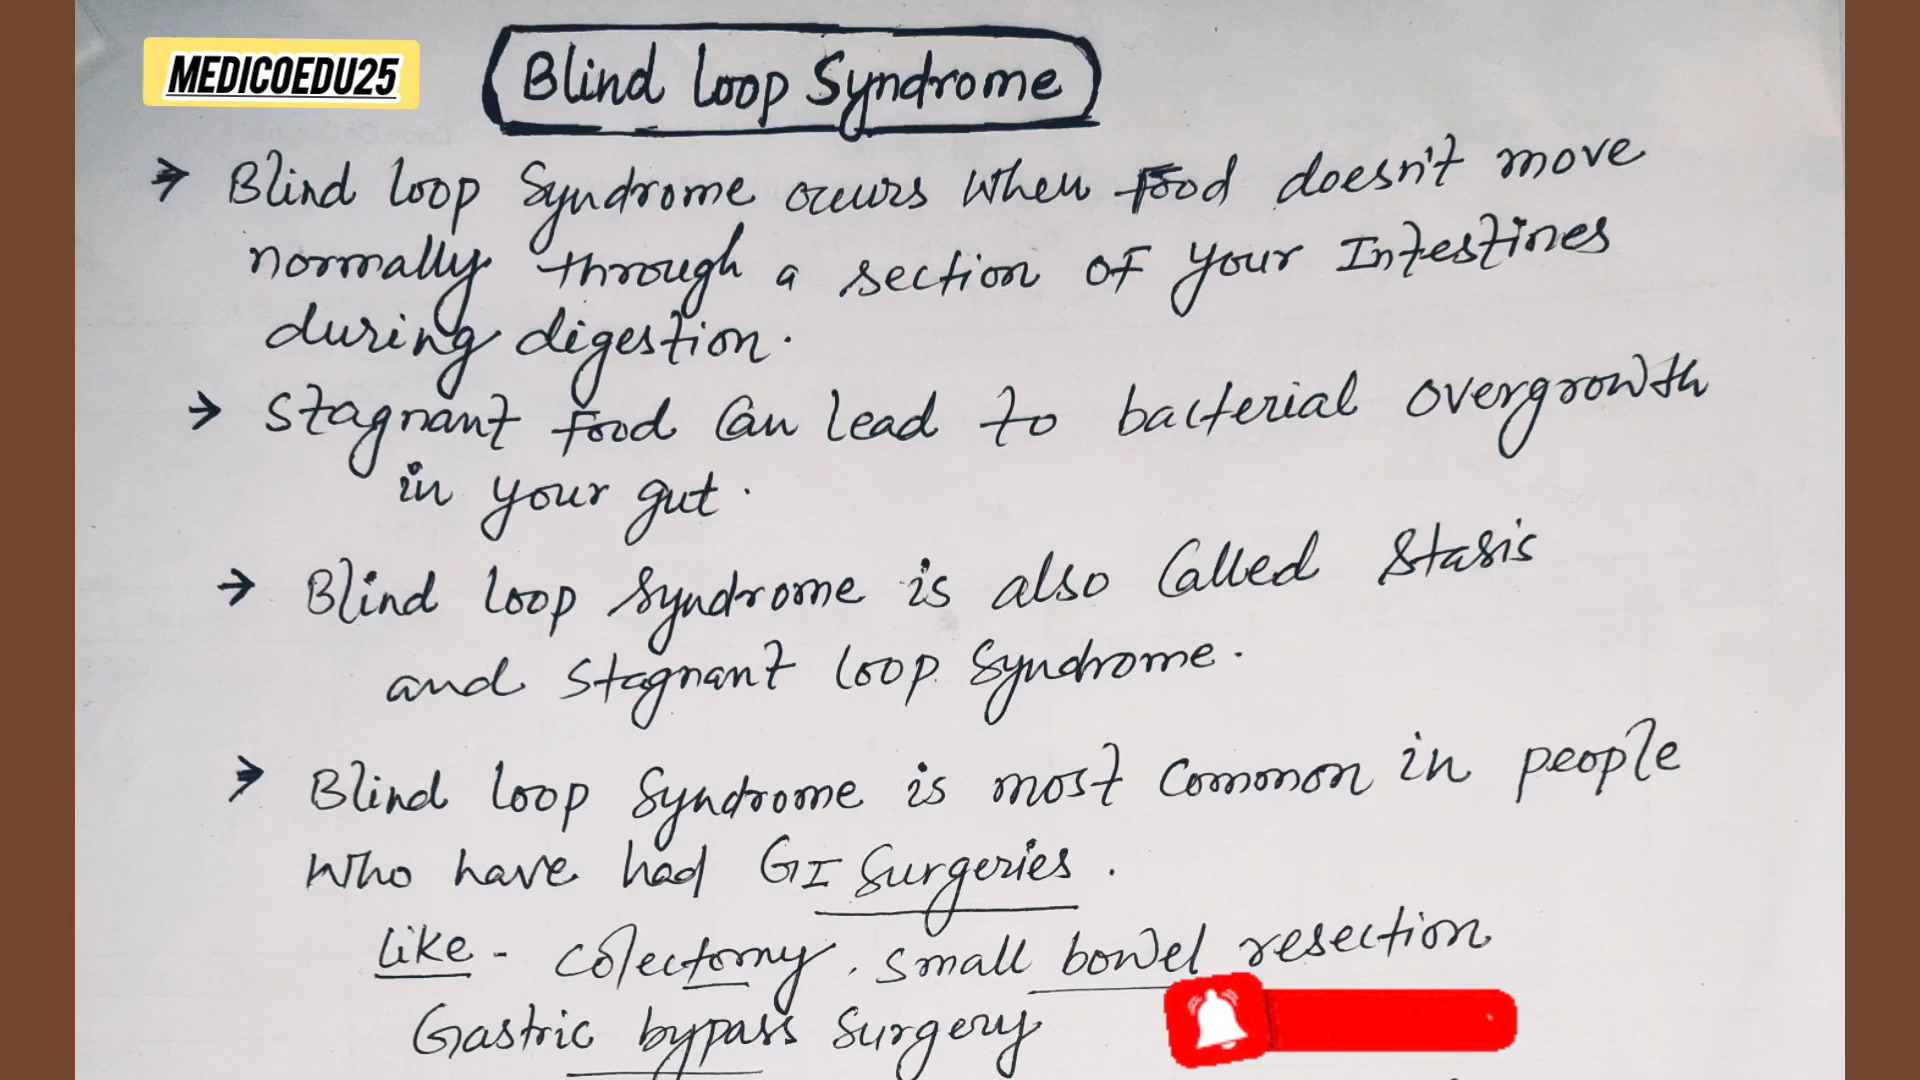 MEDICOEDU25
Blind loop Syndrome
→ Blind loop Syndrome occurs when Food doesn't move
normally through a section OF your Intestines
during digestion.
→ Stagnant Food Can lead to bacterial overgrowth
in your gut.
→ Blind loop Syndrome is also Called Stasis
and Stagnant loop Syndrome.
→ Blind loop Syndrome is most Common in people
Who have had GI Surgeries.
Like - Colectomy, Small bowel resection
Gastric bypass Surgery